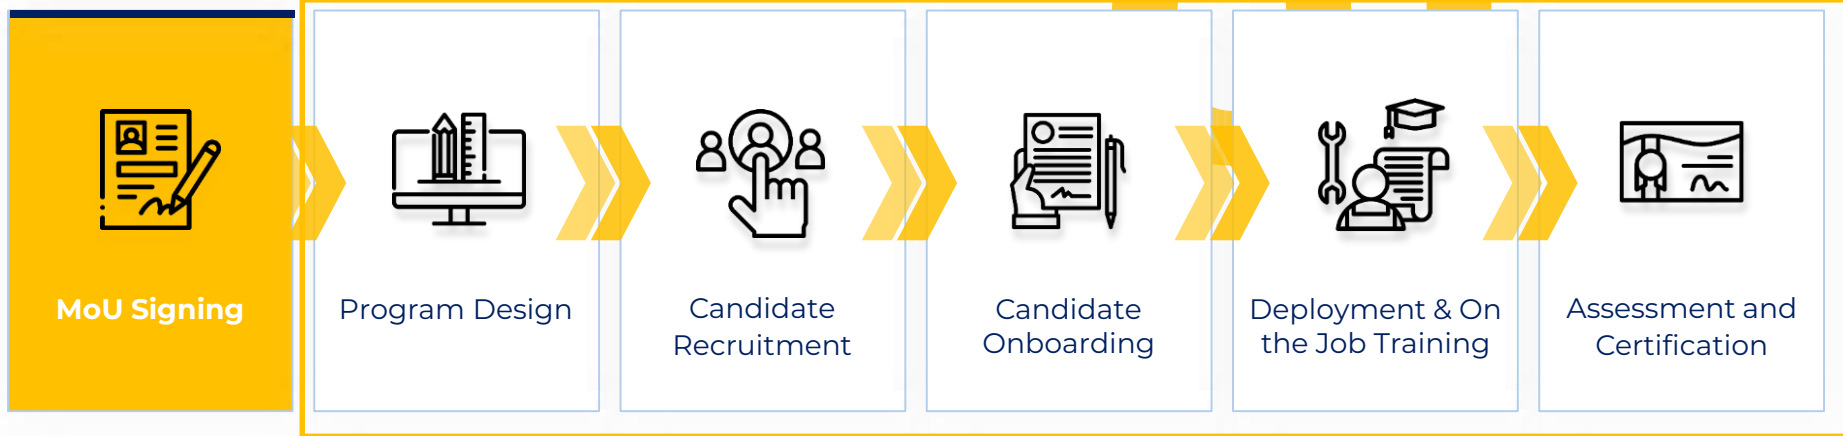 MoU Signing
Program Design
Candidate
Recruitment
Candidate
Onboarding
Deployment & On
the Job Training
Assessment and
Certification